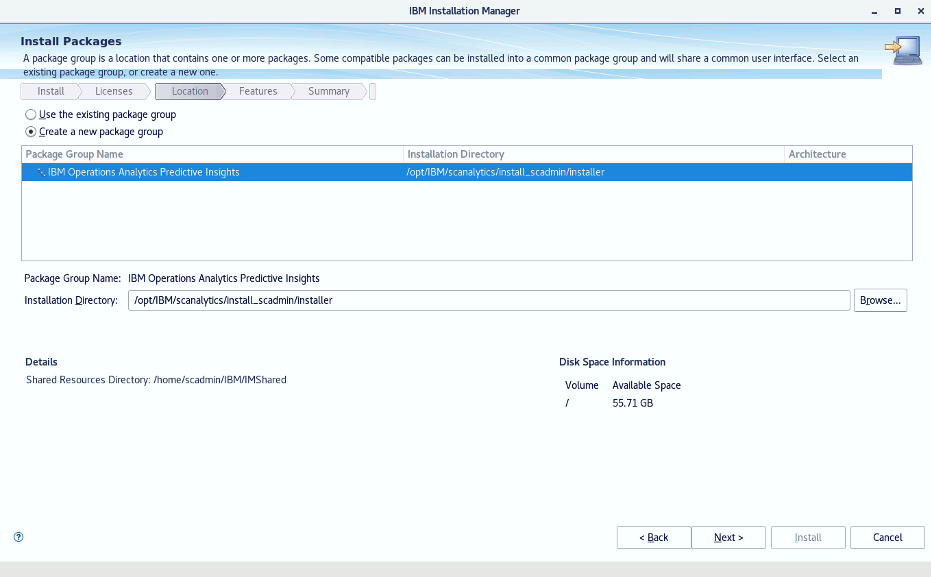 IBM Installation Manager
Install Packages
A package group is a location that contains one or more packages. Some compatible packages can be installed into a common package group and will share a common user interface. Select an
existing package group, or create a new one.
Install Licenses Location Features Summary
Use the existing package group
Create a new package group
Package Group Name Installation Directory Architecture
IBM Operations Analytics Predictive Insights /opt/IBM/scanalytics/install_scadmin/installer
Package Group Name: IBM Operations Analytics Predictive Insights
Installation Directory: /opt/IBM/scanalytics/install_scadmin/installer Browse...
Details Disk Space Information
Shared Resources Directory: /home/scadmin/IBM/IMShared
Volume Available Space
/ 55.71 GB
? < Back Next > Install Cancel